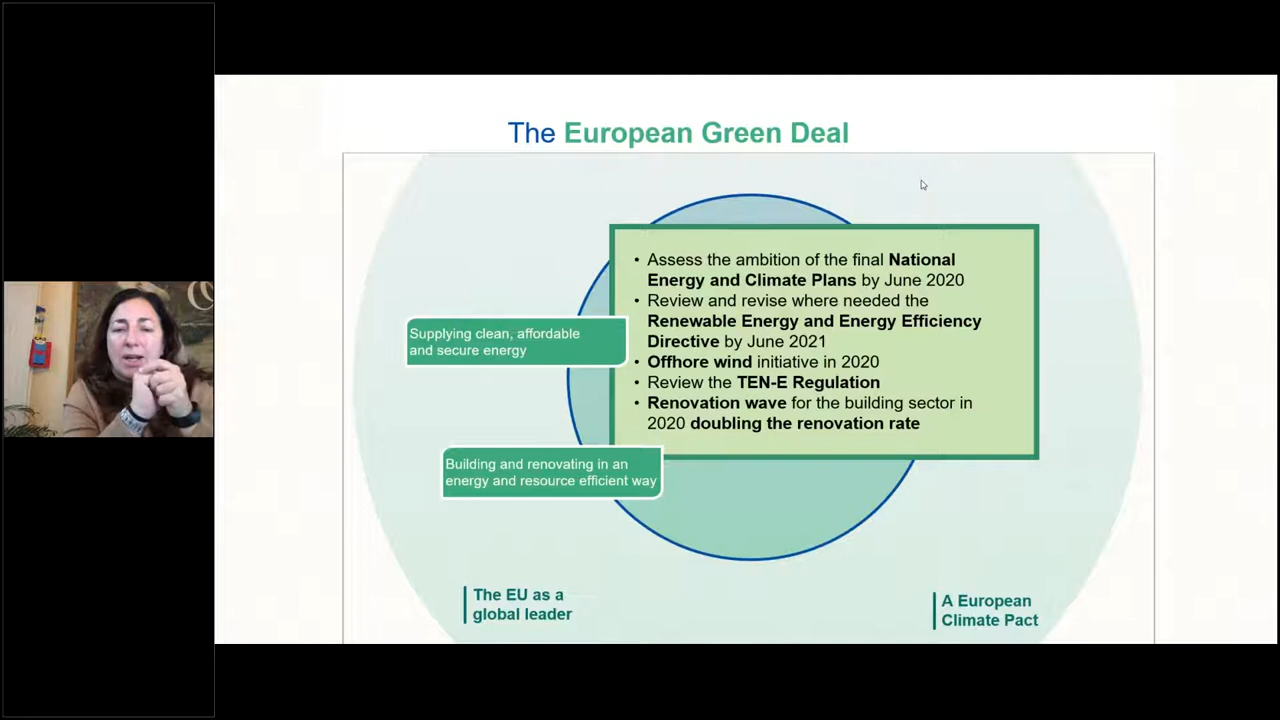 The European Green Deal
• Assess the ambition of the final National
Energy and Climate Plans by June 2020
• Review and revise where needed the
Renewable Energy and Energy Efficiency
Directive by June 2021
• Offhore wind initiative in 2020
• Review the TEN-E Regulation
• Renovation wave for the building sector in
2020 doubling the renovation rate
Supplying clean, affordable
and secure energy
Building and renovating in an
energy and resource efficient way
The EU as a
global leader
A European
Climate Pact